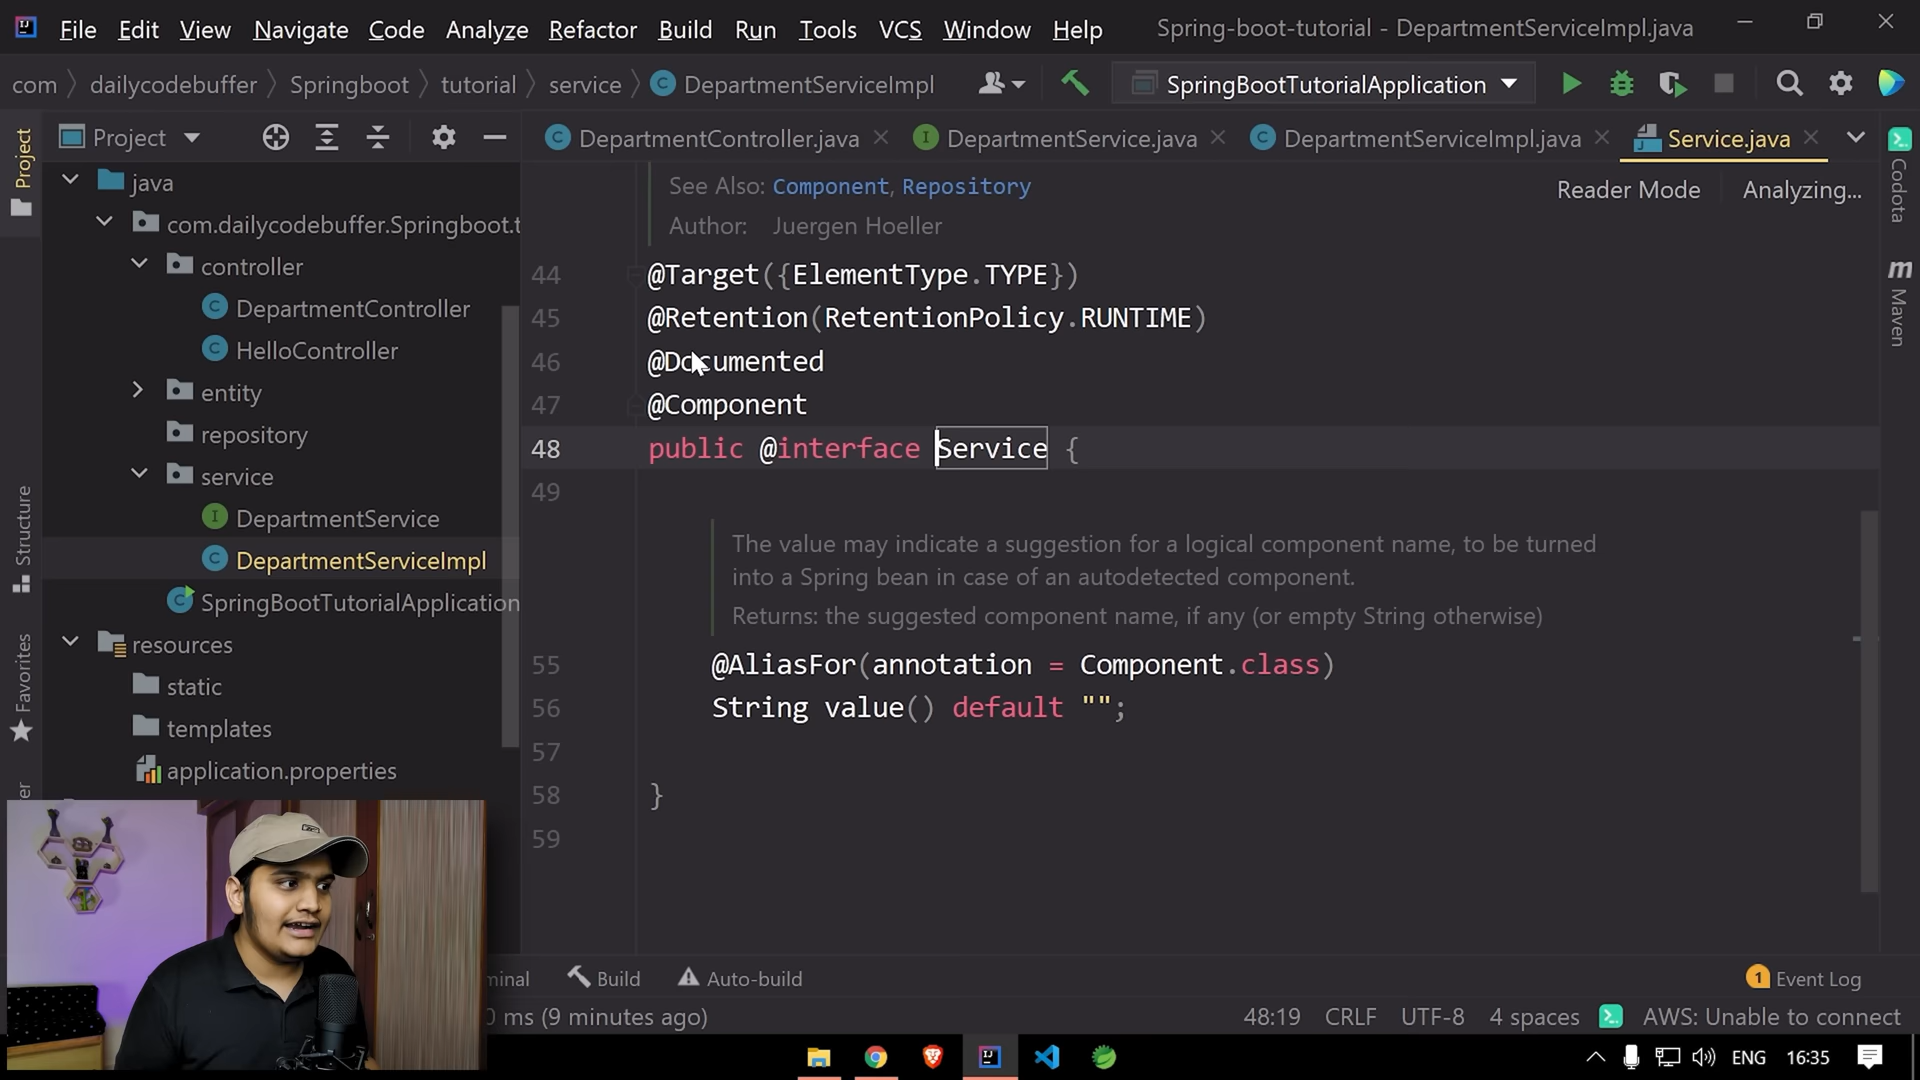 File Edit View Navigate Code Analyze Refactor Build Run Tools VCS Window Help Spring-boot-tutorial - DepartmentServiceImpl.java
com dailycodebuffer Springboot tutorial service DepartmentServiceImpl SpringBootTutorialApplication
Project DepartmentController.java DepartmentService.java DepartmentServiceImpl.java Service.java
Project
Structure
Favorites
java
com.dailycodebuffer.Springboot.t
controller
DepartmentController
HelloController
entity
repository
service
DepartmentService
DepartmentServiceImpl
SpringBootTutorialApplication
resources
static
templates
application.properties
See Also: Component, Repository
Author: Juergen Hoeller
Reader Mode Analyzing...
44 @Target({ElementType.TYPE})
45 @Retention(RetentionPolicy.RUNTIME)
46 @Documented
47 @Component
48 public @interface Service {
49
The value may indicate a suggestion for a logical component name, to be turned
into a Spring bean in case of an autodetected component.
Returns: the suggested component name, if any (or empty String otherwise)
55 @AliasFor(annotation = Component.class)
56 String value() default "";
57
58 }
59
Codota
Maven
minal Build Auto-build 1 Event Log
0 ms (9 minutes ago) 48:19 CRLF UTF-8 4 spaces AWS: Unable to connect
ENG 16:35